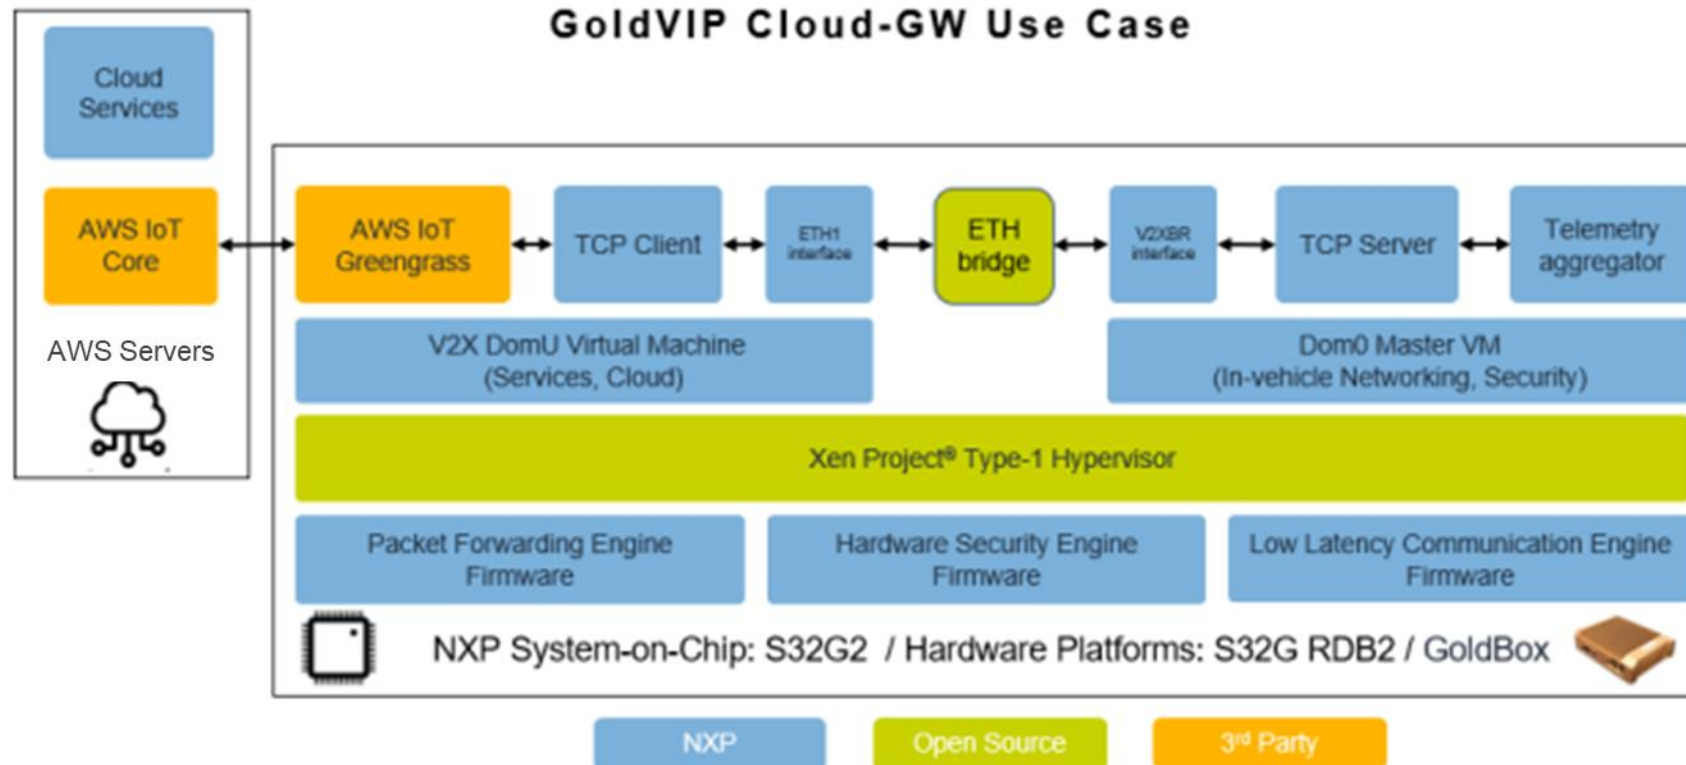 GoldVIP Cloud-GW Use Case
Cloud
Services
AWS IoT
Core
AWS Servers
AWS IoT
Greengrass
TCP Client
ETH1
interface
ETH
bridge
V2XBR
interface
TCP Server
Telemetry
aggregator
V2X DomU Virtual Machine
(Services, Cloud)
Dom0 Master VM
(In-vehicle Networking, Security)
Xen Project® Type-1 Hypervisor
Packet Forwarding Engine
Firmware
Hardware Security Engine
Firmware
Low Latency Communication Engine
Firmware
NXP System-on-Chip: S32G2 / Hardware Platforms: S32G RDB2 / GoldBox
NXP
Open Source
3rd Party